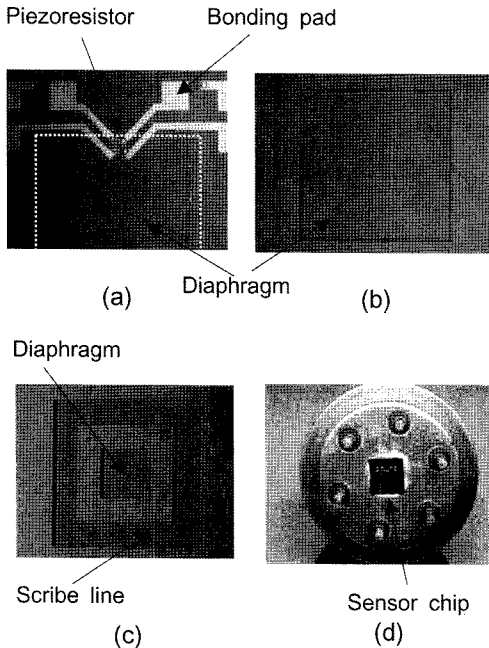 Piezoresistor
Bonding pad
(a)
Diaphragm
(b)
Diaphragm
Scribe line
(c)
Sensor chip
(d)